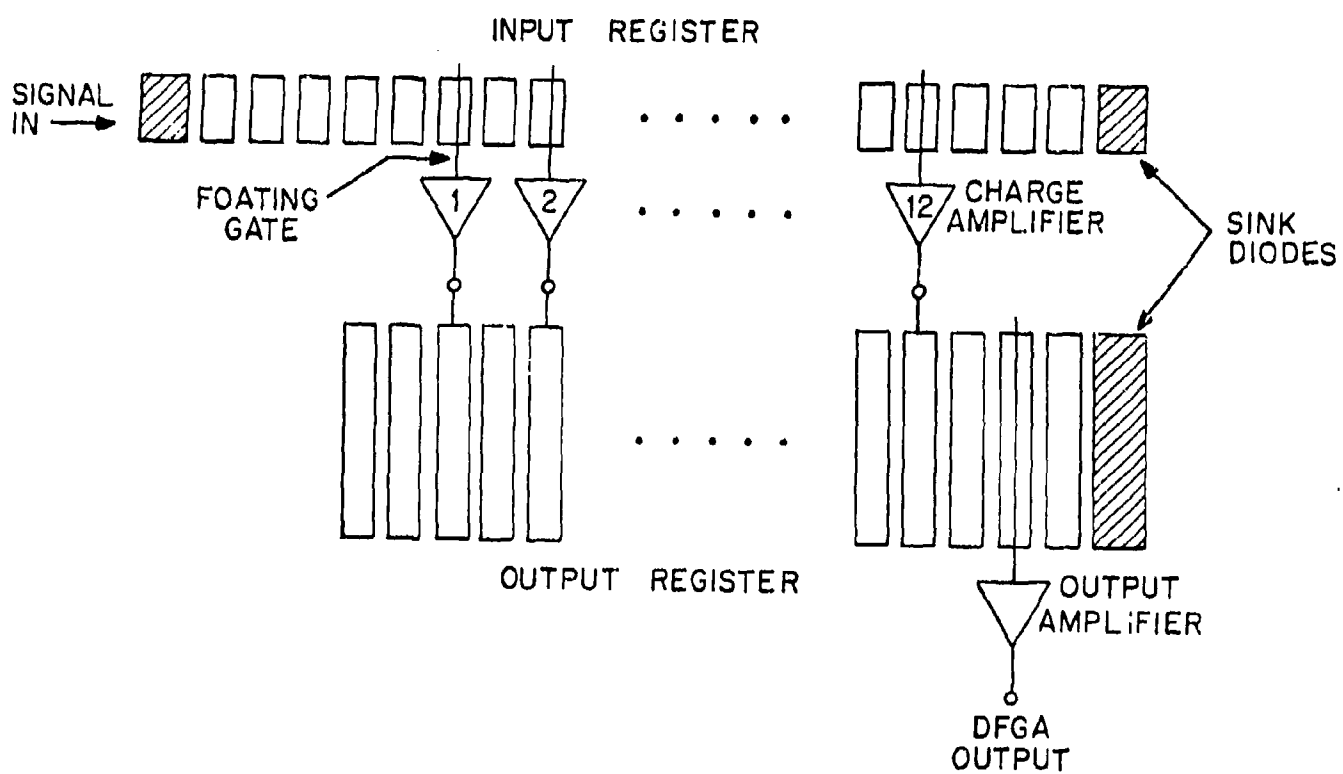 INPUT REGISTER
SIGNAL
IN
FOATING
GATE
1
2
12
CHARGE
AMPLIFIER
SINK
DIODES
OUTPUT REGISTER
OUTPUT
AMPLiFIER
DFGA
OUTPUT